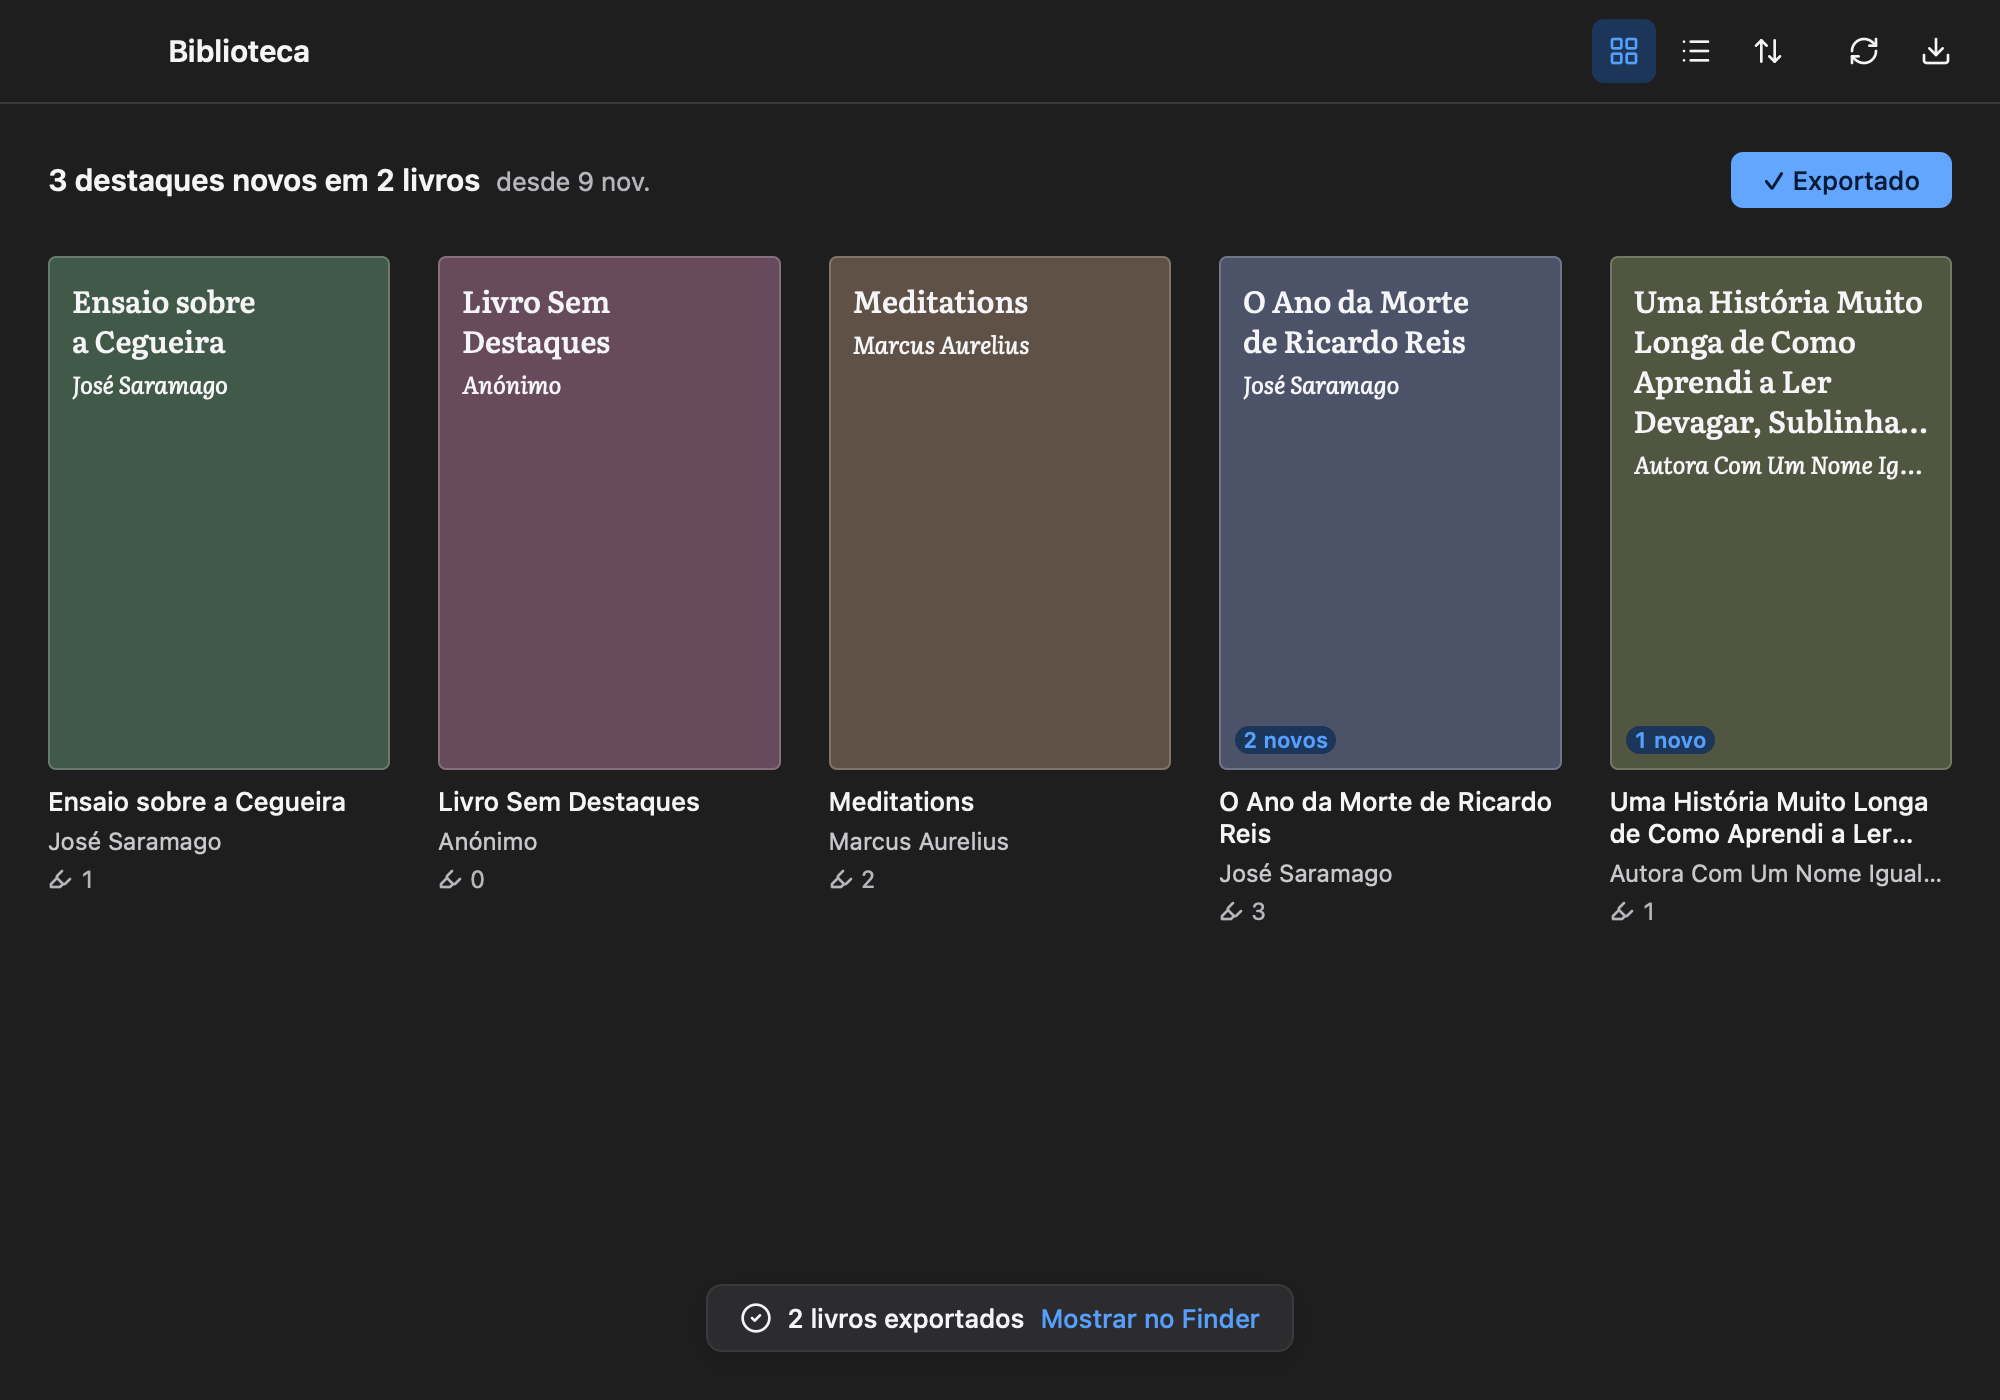 Biblioteca
3 destaques novos em 2 livros desde 9 nov.
✓ Exportado
Ensaio sobre
a Cegueira
José Saramago
Livro Sem
Destaques
Anónimo
Meditations
Marcus Aurelius
O Ano da Morte
de Ricardo Reis
José Saramago
2 novos
Uma História Muito
Longa de Como
Aprendi a Ler
Devagar, Sublinha...
Autora Com Um Nome Ig...
1 novo
Ensaio sobre a Cegueira
José Saramago
1
Livro Sem Destaques
Anónimo
0
Meditations
Marcus Aurelius
2
O Ano da Morte de Ricardo
Reis
José Saramago
3
Uma História Muito Longa
de Como Aprendi a Ler...
Autora Com Um Nome Igual...
1
2 livros exportados Mostrar no Finder